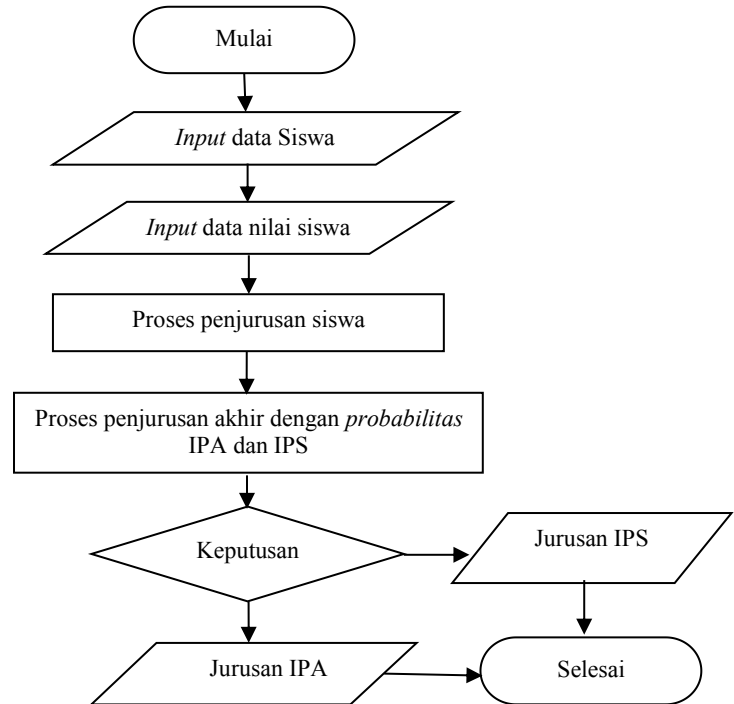 Mulai
Input data Siswa
Input data nilai siswa
Proses penjurusan siswa
Proses penjurusan akhir dengan probabilitas
IPA dan IPS
Keputusan
Jurusan IPS
Jurusan IPA
Selesai